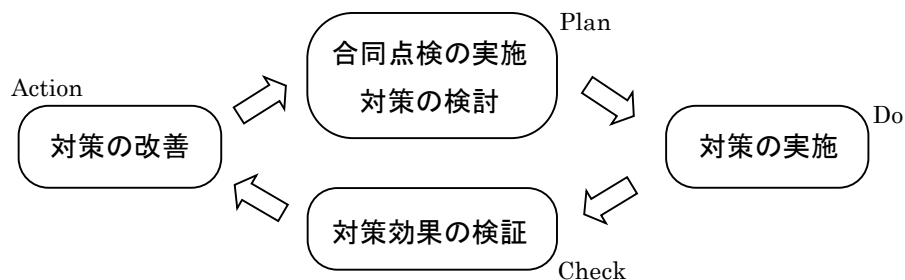 Plan
合同点検の実施
対策の検討
Action
Do
対策の改善
対策の実施
対策効果の検証
Check